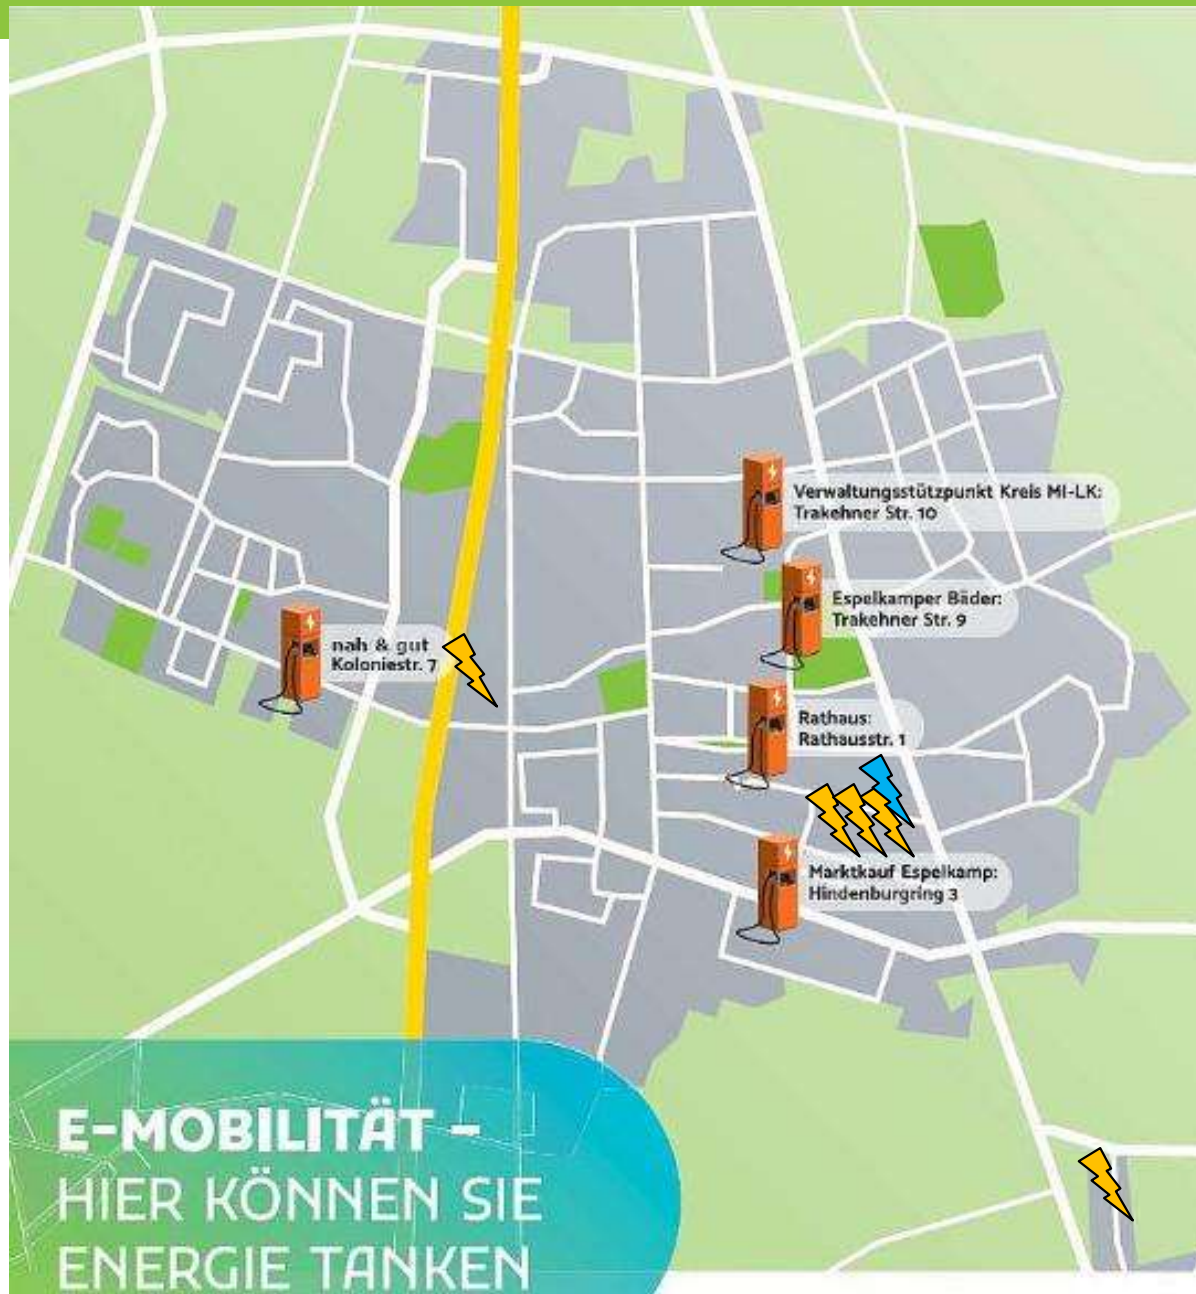 Verwaltungsstützpunkt Kreis MI-LK:
Trakehner Str. 10
Espelkamper Bäder:
Trakehner Str. 9
nah & gut
Koloniestr. 7
Rathaus:
Rathausstr. 1
Marktkauf Espelkamp:
Hindenburgring 3
E-MOBILITÄT –
HIER KÖNNEN SIE
ENERGIE TANKEN